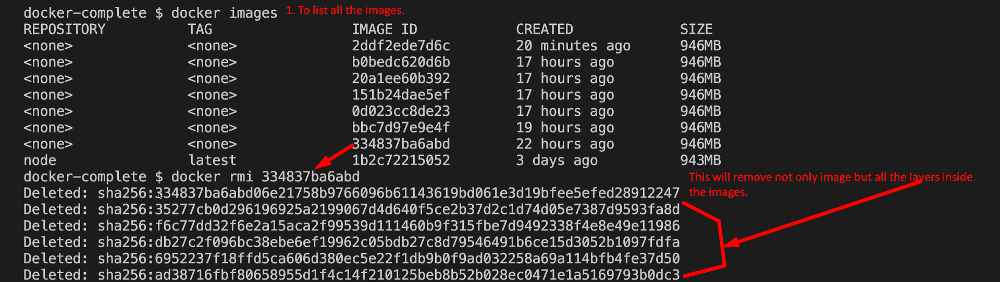 docker-complete $ docker images 1. To list all the images.
REPOSITORY TAG IMAGE ID CREATED SIZE
<none> <none> 2ddf2ede7d6c 20 minutes ago 946MB
<none> <none> b0bedc620d6b 17 hours ago 946MB
<none> <none> 20a1ee60b392 17 hours ago 946MB
<none> <none> 151b24dae5ef 17 hours ago 946MB
<none> <none> 0d023cc8de23 17 hours ago 946MB
<none> <none> bbc7d97e9e4f 19 hours ago 946MB
<none> <none> 334837ba6abd 22 hours ago 946MB
node latest 1b2c72215052 3 days ago 943MB
docker-complete $ docker rmi 334837ba6abd
This will remove not only image but all the layers inside
the images.
Deleted: sha256:334837ba6abd06e21758b9766096b61143619bd061e3d19bfee5efed28912247
Deleted: sha256:35277cb0d296196925a2199067d4d640f5ce2b37d2c1d74d05e7387d9593fa8d
Deleted: sha256:f6c77dd32f6e2a15aca2f99539d111460b9f315fbe7d9492338f4e8e49e11986
Deleted: sha256:db27c2f096bc38ebe6ef19962c05bdb27c8d79546491b6ce15d3052b1097fdfa
Deleted: sha256:6952237f18ffd5ca606d380ec5e22f1db9b0f9ad032258a69a114bfb4fe37d50
Deleted: sha256:ad38716fbf80658955d1f4c14f210125beb8b52b028ec0471e1a5169793b0dc3